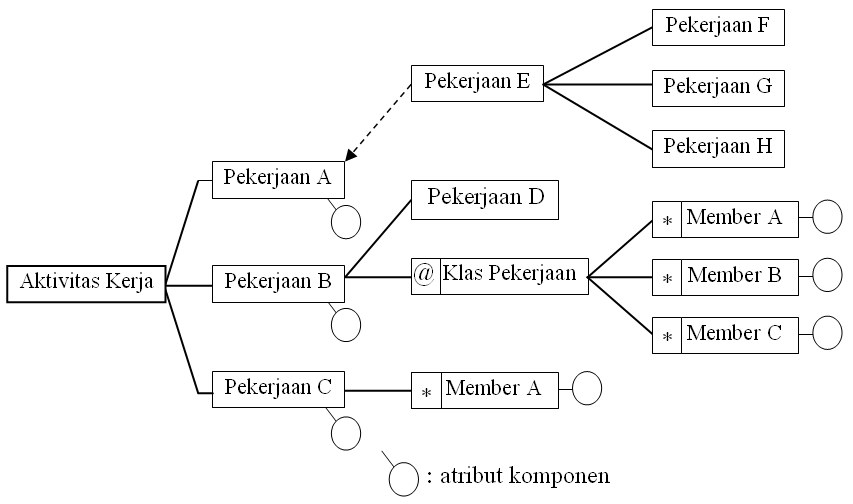 Pekerjaan F
Pekerjaan E
Pekerjaan G
Pekerjaan H
Pekerjaan A
Pekerjaan D
* Member A
Aktivitas Kerja
Pekerjaan B
@ Klas Pekerjaan
* Member B
* Member C
Pekerjaan C
* Member A
: atribut komponen